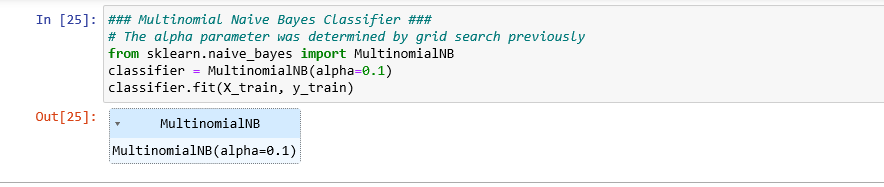 In [25]: ### Multinomial Naive Bayes Classifier ###
# The alpha parameter was determined by grid search previously
from sklearn.naive_bayes import MultinomialNB
classifier = MultinomialNB(alpha=0.1)
classifier.fit(X_train, y_train)
Out[25]: ▾ MultinomialNB
MultinomialNB(alpha=0.1)